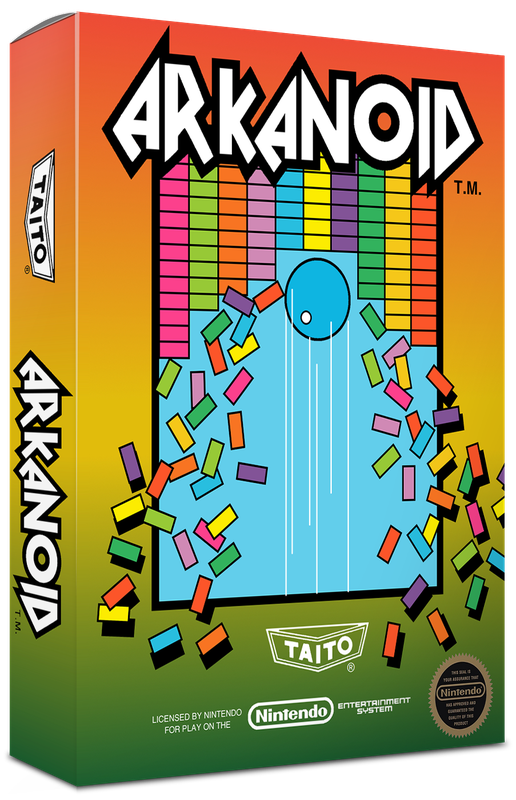 ARKANOID
T.M.
TAITO
®
ARKANOID
T.M.
TAITO
®
LICENSED BY NINTENDO
FOR PLAY ON THE
Nintendo®
ENTERTAINMENT
SYSTEM™
THIS SEAL IS
YOUR ASSURANCE THAT
Nintendo
HAS APPROVED AND
GUARANTEED THE
QUALITY OF THIS
PRODUCT